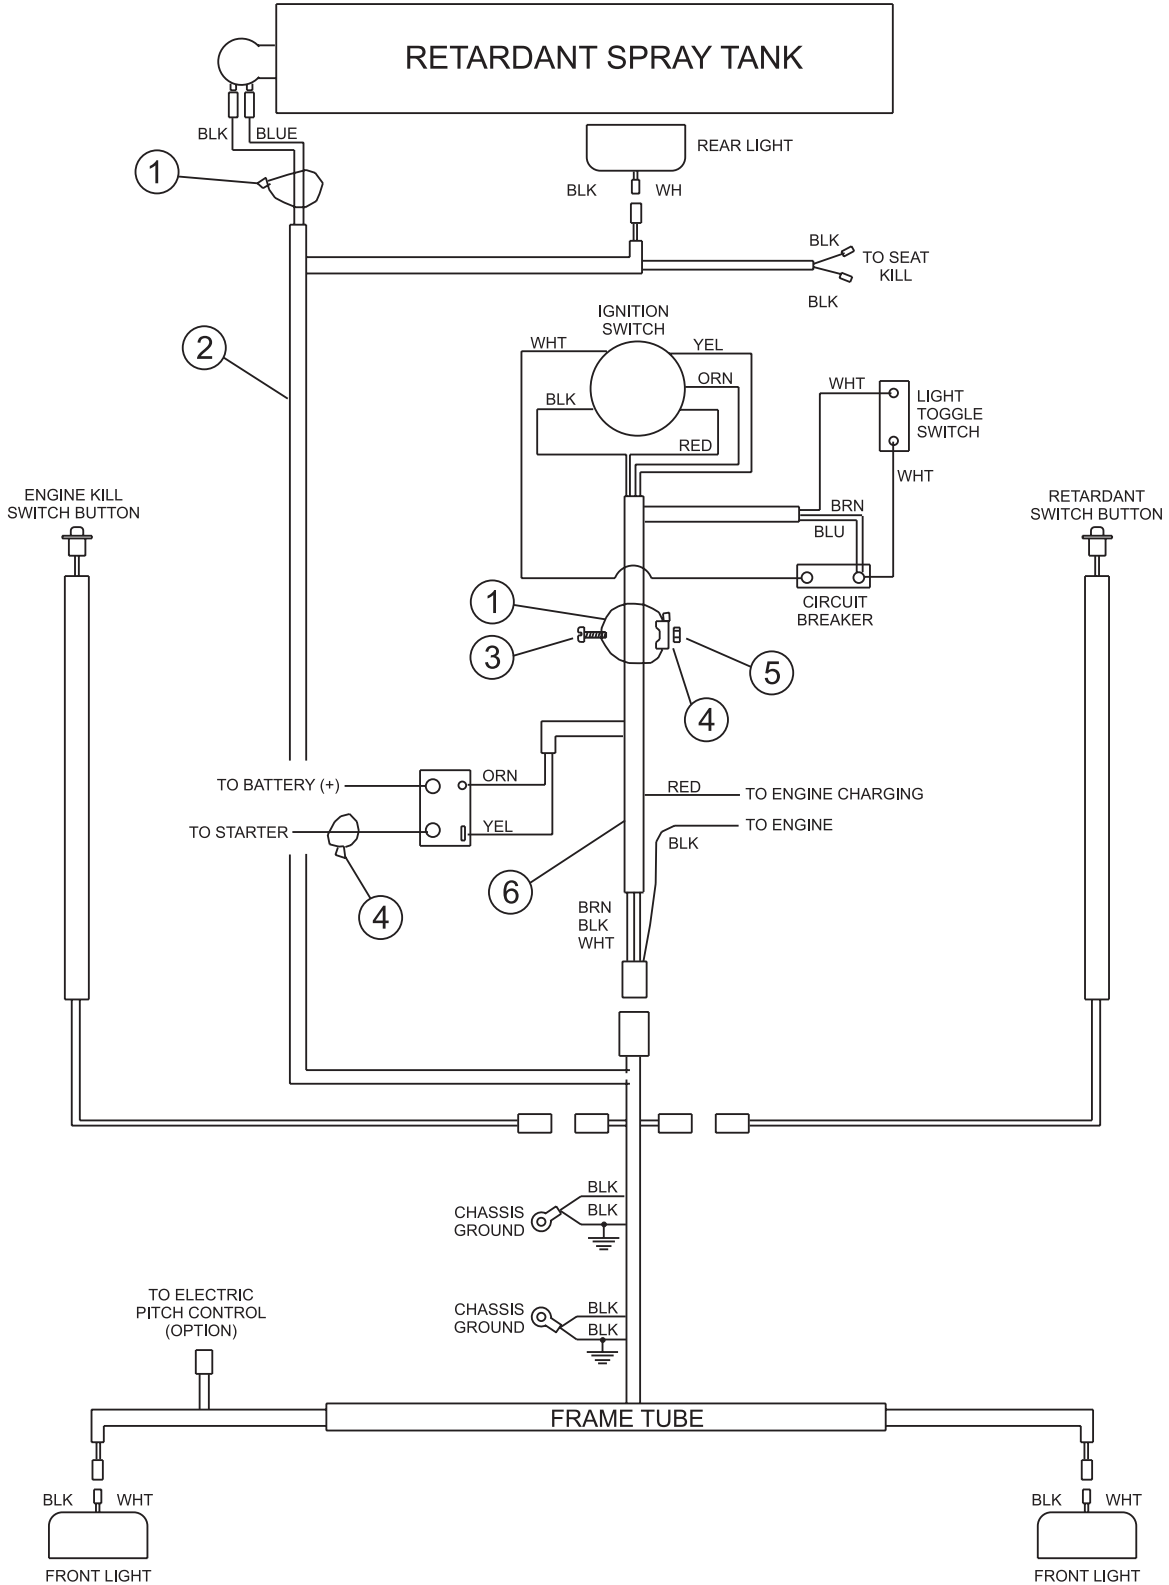 RETARDANT SPRAY TANK
BLK
BLUE
REAR LIGHT
1
BLK
WH
BLK
TO SEAT
KILL
BLK
IGNITION
SWITCH
2
WHT
YEL
ORN
BLK
RED
WHT
LIGHT
TOGGLE
SWITCH
WHT
ENGINE KILL
SWITCH BUTTON
RETARDANT
SWITCH BUTTON
BRN
BLU
CIRCUIT
BREAKER
1
3
5
4
TO BATTERY (+)
ORN
RED
TO ENGINE CHARGING
TO STARTER
YEL
TO ENGINE
BLK
4
6
BRN
BLK
WHT
BLK
CHASSIS
GROUND
BLK
TO ELECTRIC
PITCH CONTROL
(OPTION)
CHASSIS
GROUND
BLK
BLK
FRAME TUBE
BLK
WHT
FRONT LIGHT
BLK
WHT
FRONT LIGHT